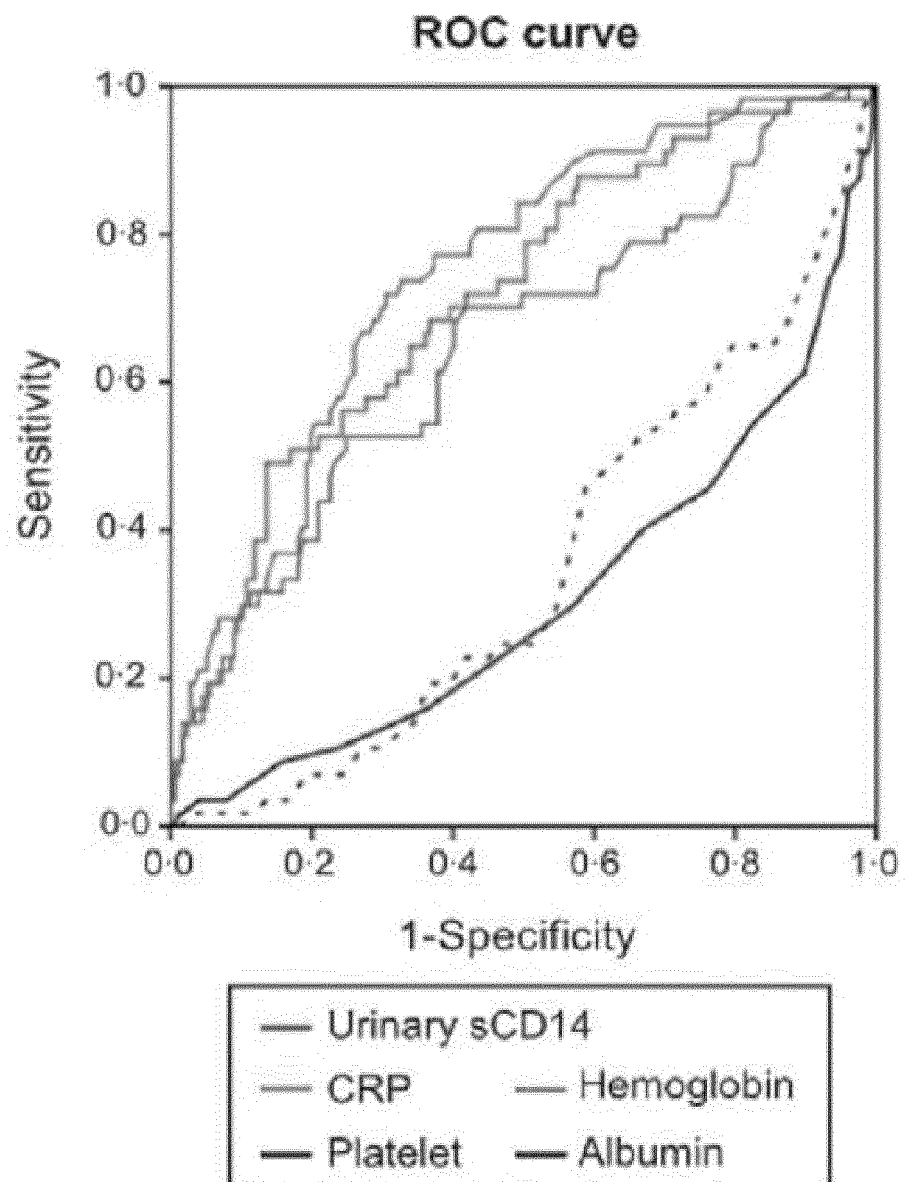 ROC curve
1·0
0·8
0·6
0·4
0·2
0·0
Sensitivity
0·0 0·2 0·4 0·6 0·8 1·0
1-Specificity
Urinary sCD14
CRP Hemoglobin
Platelet Albumin